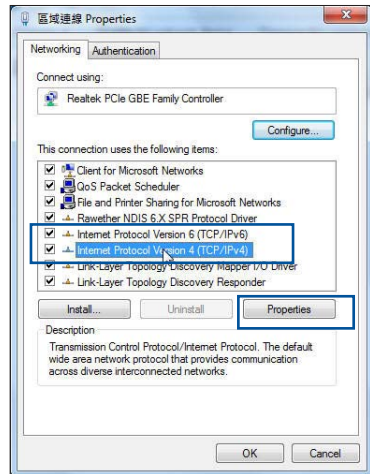 區域連線 Properties
Networking Authentication
Connect using:
Realtek PCIe GBE Family Controller
Configure...
This connection uses the following items:
Client for Microsoft Networks
QoS Packet Scheduler
File and Printer Sharing for Microsoft Networks
Rawether NDIS 6.X SPR Protocol Driver
Internet Protocol Version 6 (TCP/IPv6)
Internet Protocol Version 4 (TCP/IPv4)
Link-Layer Topology Discovery Mapper I/O Driver
Link-Layer Topology Discovery Responder
Install... Uninstall Properties
Description
Transmission Control Protocol/Internet Protocol. The default
wide area network protocol that provides communication
across diverse interconnected networks.
OK Cancel